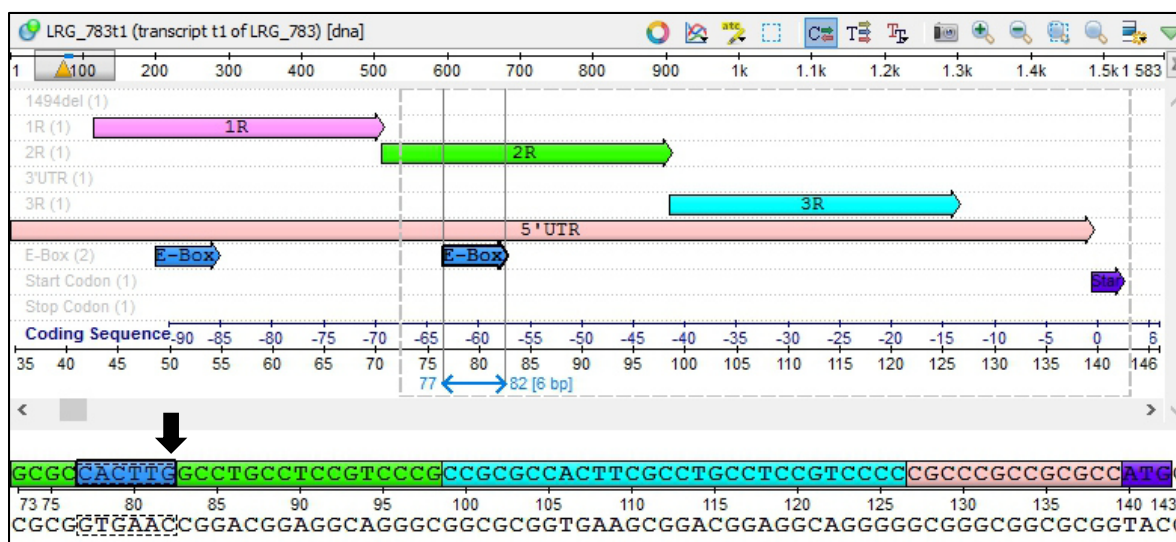 LRG_783t1 (transcript t1 of LRG_783) [dna]
1 100 200 300 400 500 600 700 800 900 1k 1.1k 1.2k 1.3k 1.4k 1.5k 1 583
1494del (1)
1R (1) 1R
2R (1) 2R
3'UTR (1)
3R (1) 3R
5'UTR
E-Box (2) E-Box E-Box
Start Codon (1) Star
Stop Codon (1)
Coding Sequence -90 -85 -80 -75 -70 -65 -60 -55 -50 -45 -40 -35 -30 -25 -20 -15 -10 -5 0 6
35 40 45 50 55 60 65 70 75 80 85 90 95 100 105 110 115 120 125 130 135 140 146
77 82 [6 bp]
GCGCCACTTGGCCTGCCTCCGTCCCGCCGCGCCACTTCGCCTGCCTCCGTCCCCCGCCCGCCGCGCCATG
73 75 80 85 90 95 100 105 110 115 120 125 130 135 140 143
CGCGGTGAACCGGACGGAGGCAGGGCGGCGCGGTGAAGCGGACGGAGGCAGGGGGCGGGCGGCGCGGTAC